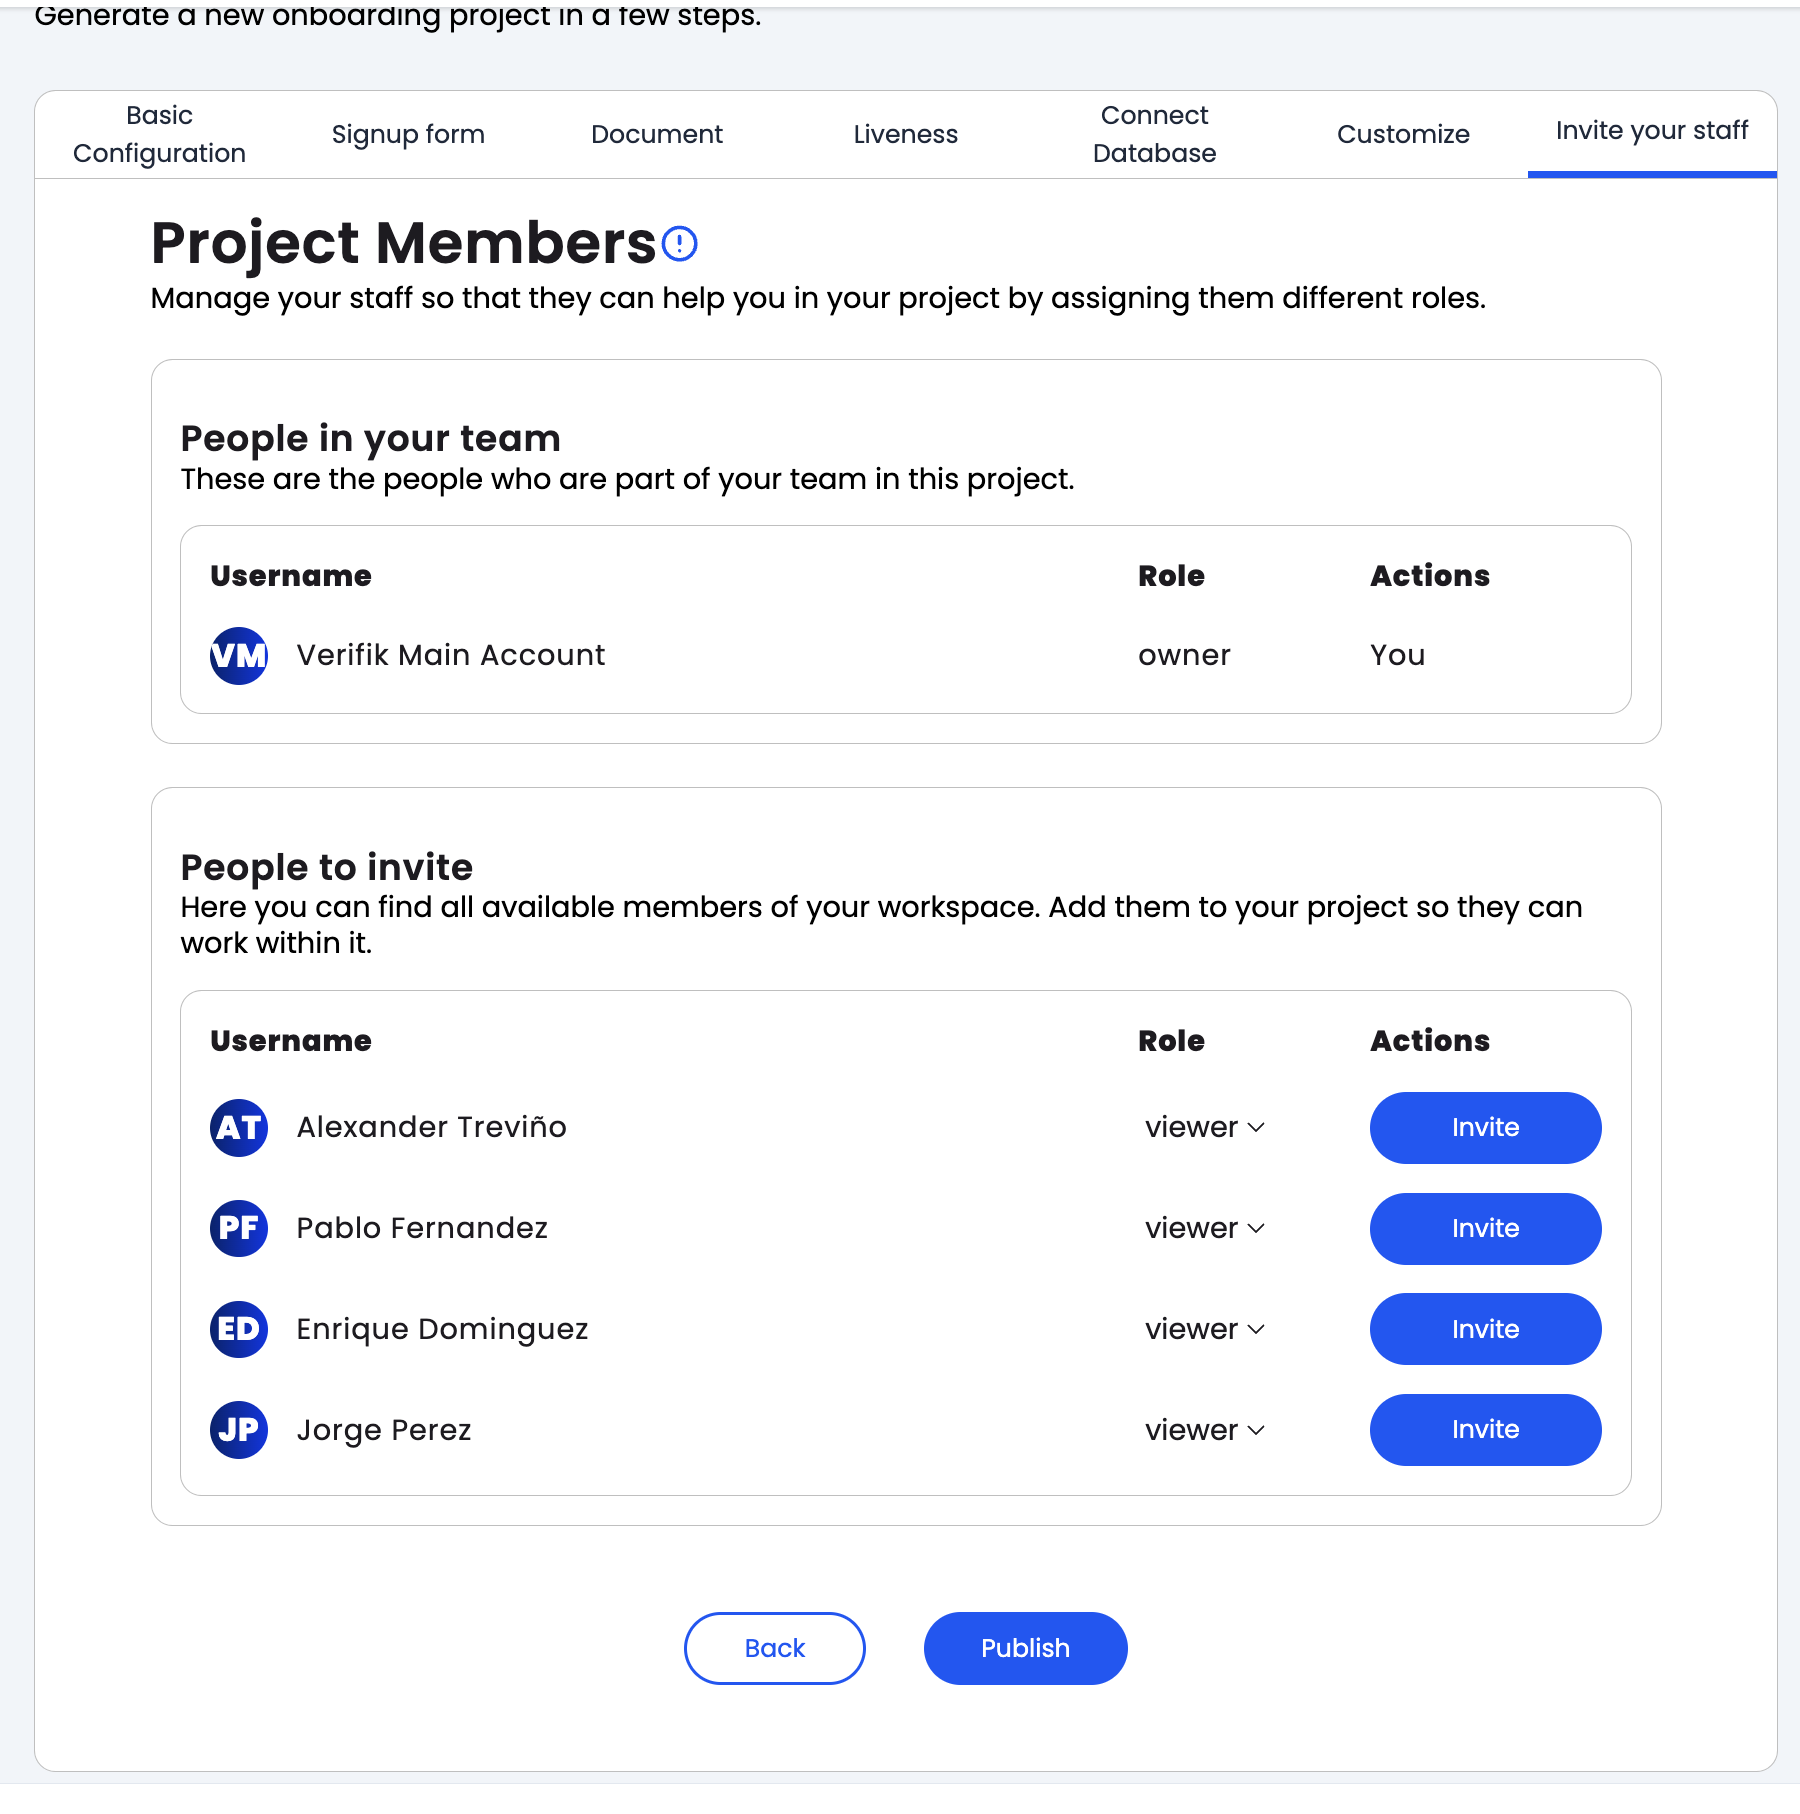 Generate a new onboarding project in a few steps.
Basic Configuration
Signup form
Document
Liveness
Connect Database
Customize
Invite your staff
Project Members
Manage your staff so that they can help you in your project by assigning them different roles.
People in your team
These are the people who are part of your team in this project.
Username Role Actions
VM Verifik Main Account owner You
People to invite
Here you can find all available members of your workspace. Add them to your project so they can
work within it.
Username Role Actions
AT Alexander Treviño viewer Invite
PF Pablo Fernandez viewer Invite
ED Enrique Dominguez viewer Invite
JP Jorge Perez viewer Invite
Back Publish